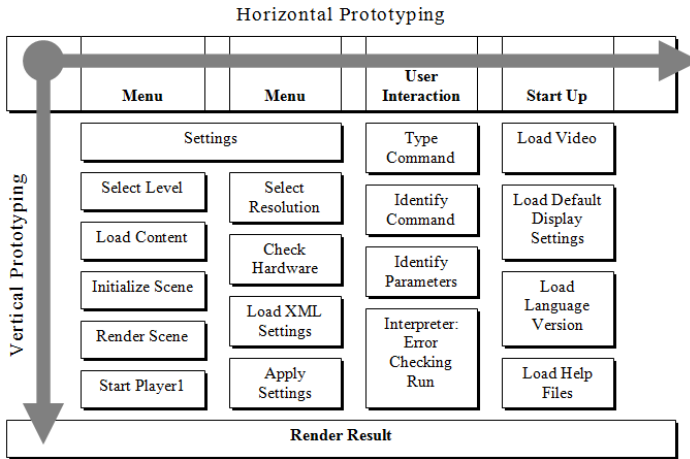 Horizontal Prototyping
Vertical Prototyping
Menu
Menu
User
Interaction
Start Up
Settings
Select Level
Load Content
Initialize Scene
Render Scene
Start Player1
Select
Resolution
Check
Hardware
Load XML
Settings
Apply
Settings
Type
Command
Identify
Command
Identify
Parameters
Interpreter:
Error
Checking
Run
Load Video
Load Default
Display
Settings
Load
Language
Version
Load Help
Files
Render Result